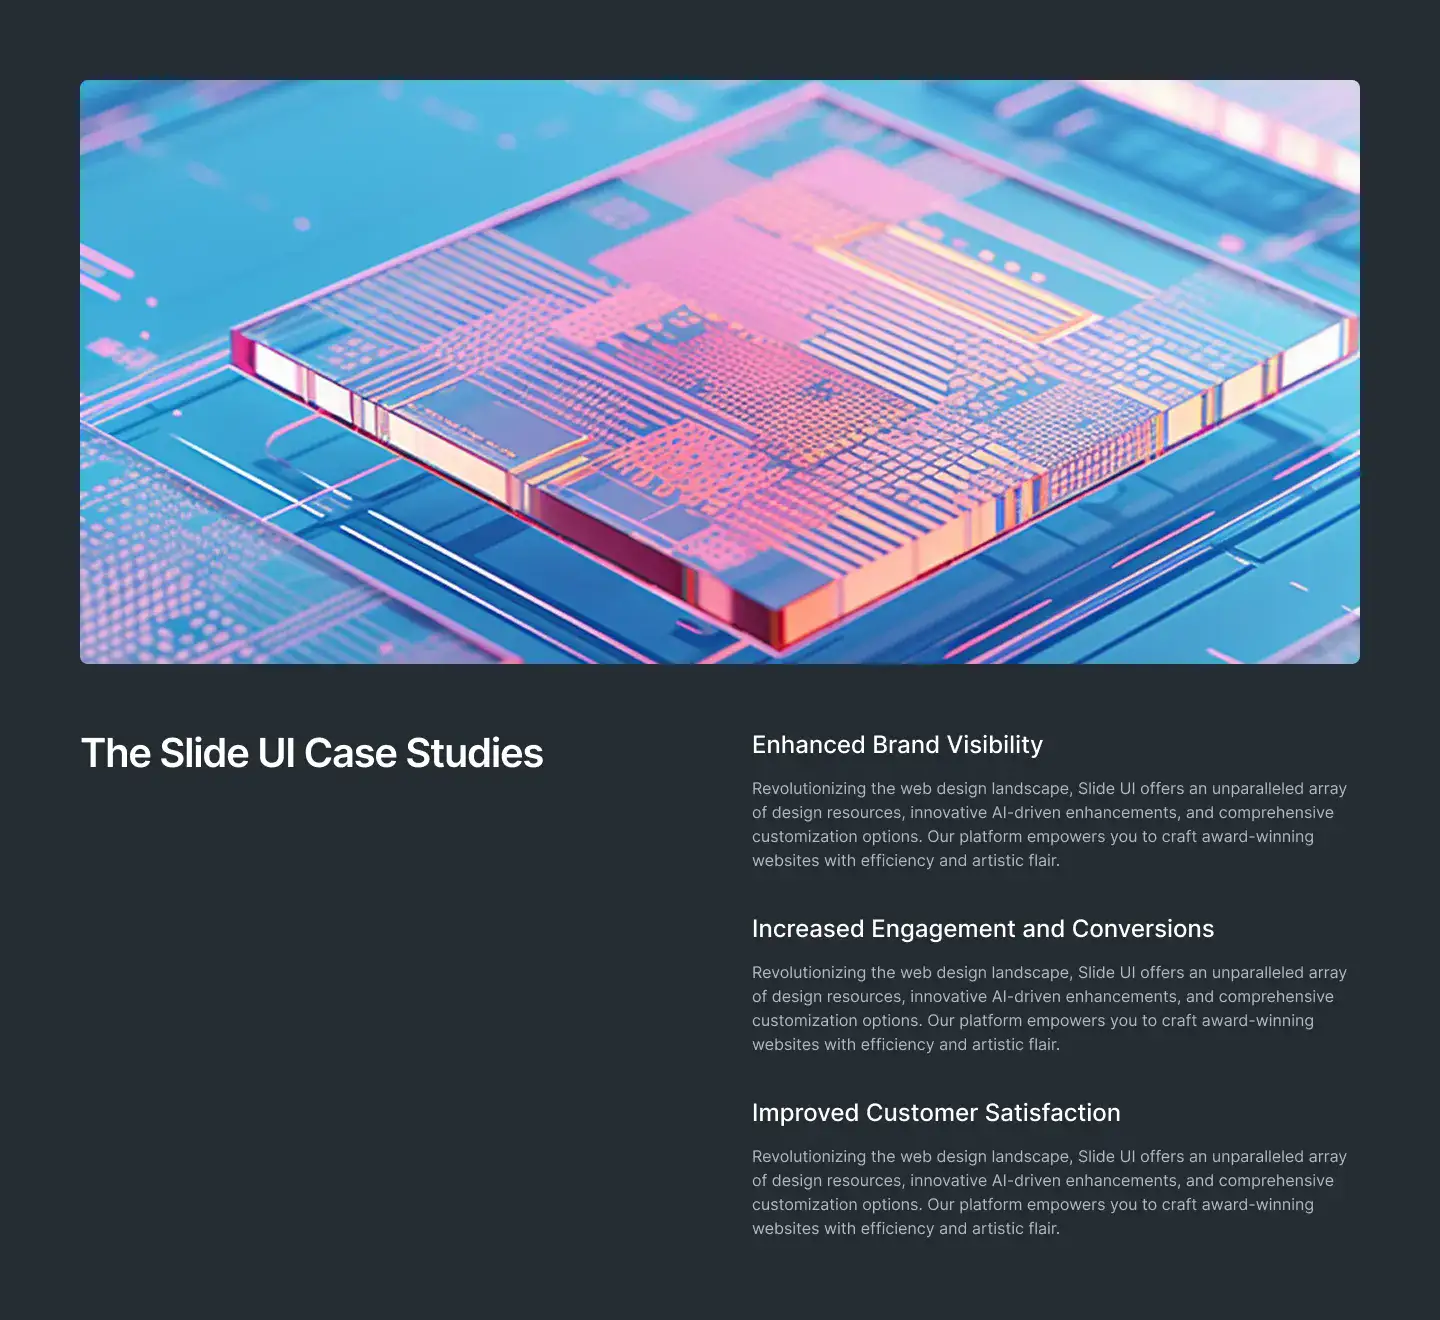 The Slide UI Case Studies
Enhanced Brand Visibility
Revolutionizing the web design landscape, Slide UI offers an unparalleled array
of design resources, innovative AI-driven enhancements, and comprehensive
customization options. Our platform empowers you to craft award-winning
websites with efficiency and artistic flair.
Increased Engagement and Conversions
Revolutionizing the web design landscape, Slide UI offers an unparalleled array
of design resources, innovative AI-driven enhancements, and comprehensive
customization options. Our platform empowers you to craft award-winning
websites with efficiency and artistic flair.
Improved Customer Satisfaction
Revolutionizing the web design landscape, Slide UI offers an unparalleled array
of design resources, innovative AI-driven enhancements, and comprehensive
customization options. Our platform empowers you to craft award-winning
websites with efficiency and artistic flair.